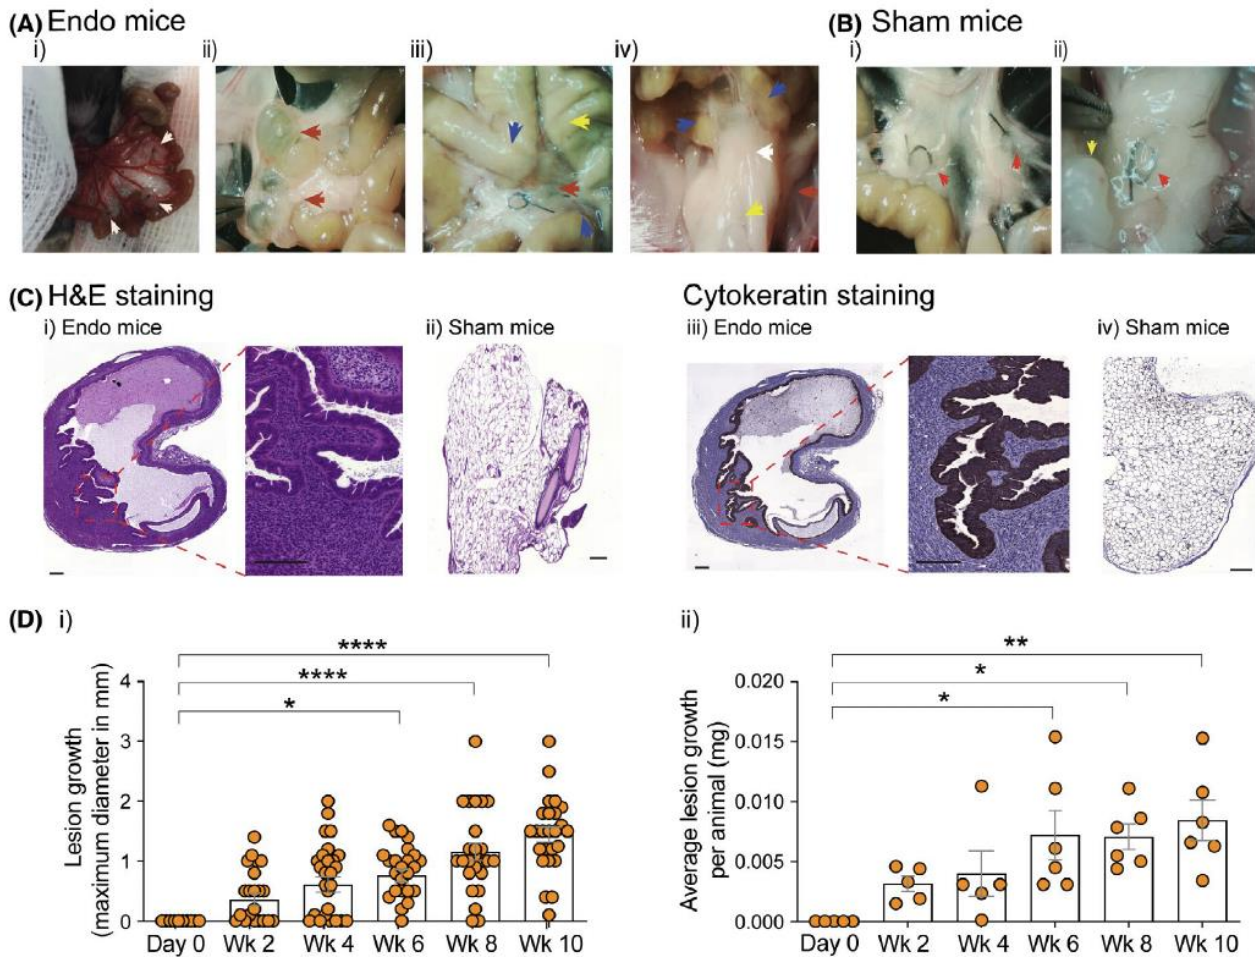 (A) Endo mice
i) ii) iii) iv)
(B) Sham mice
i) ii)
(C) H&E staining
i) Endo mice ii) Sham mice
Cytokeratin staining
iii) Endo mice iv) Sham mice
(D) i)
****
****
*
Lesion growth
(maximum diameter in mm)
4
3
2
1
0
Day 0 Wk 2 Wk 4 Wk 6 Wk 8 Wk 10
ii)
**
*
*
Average lesion growth
per animal (mg)
0.020
0.015
0.010
0.005
0.000
Day 0 Wk 2 Wk 4 Wk 6 Wk 8 Wk 10